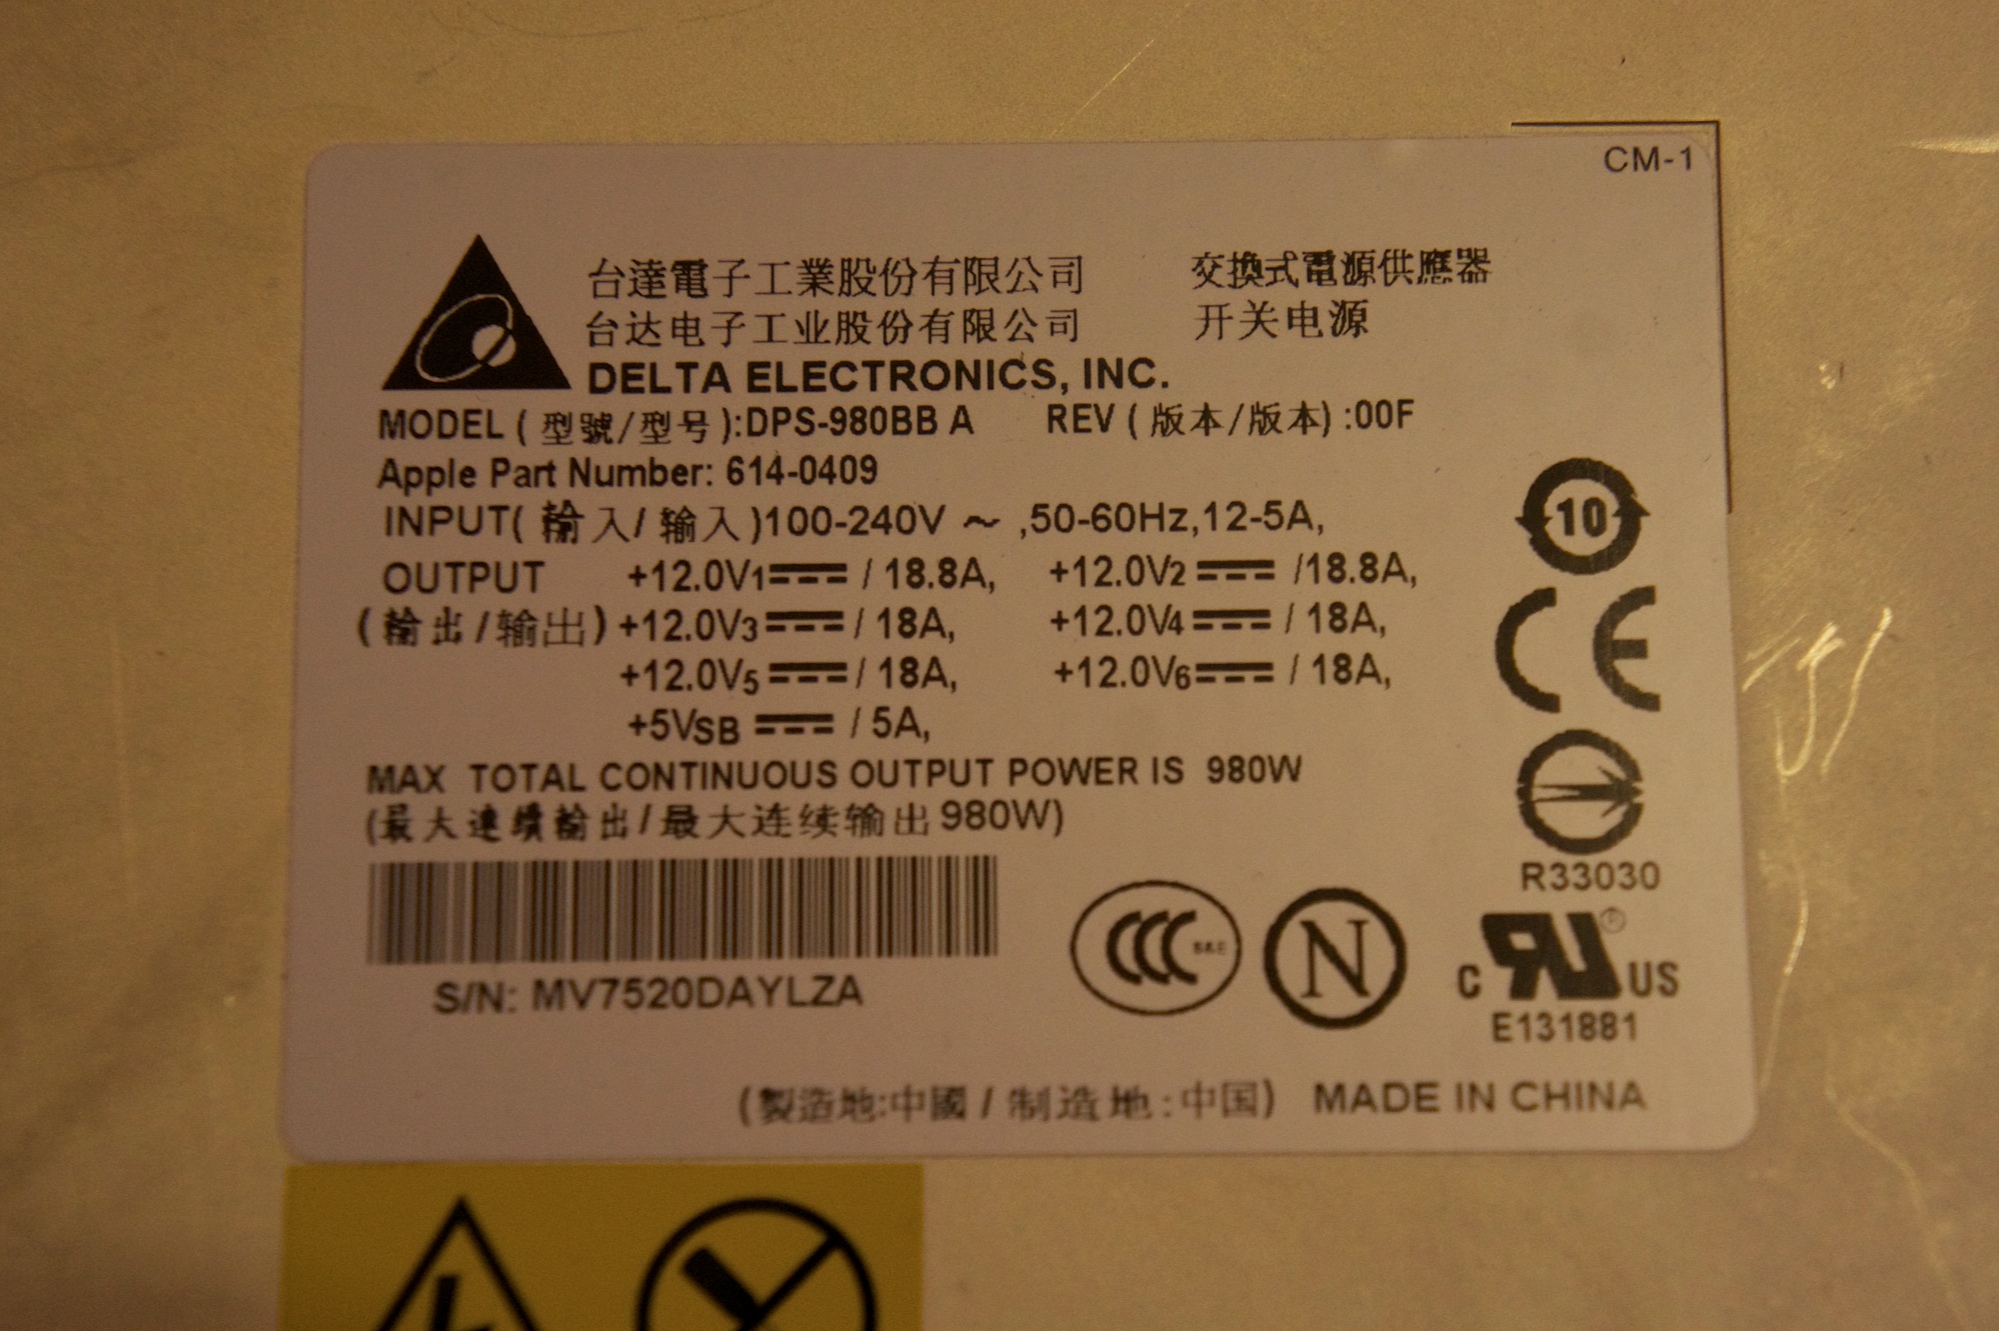 CM-1
台達電子工業股份有限公司 交換式電源供應器
台达电子工业股份有限公司 开关电源
DELTA ELECTRONICS, INC.
MODEL (型號/型号):DPS-980BB A REV (版本/版本) :00F
Apple Part Number: 614-0409
INPUT(輸入/输入)100-240V ~ ,50-60Hz,12-5A,
OUTPUT +12.0V1⎓/ 18.8A, +12.0V2⎓/18.8A,
(輸出/输出) +12.0V3⎓/ 18A, +12.0V4⎓/ 18A,
+12.0V5⎓/ 18A, +12.0V6⎓/ 18A,
+5VSB⎓/ 5A,
MAX TOTAL CONTINUOUS OUTPUT POWER IS 980W
(最大連續輸出/最大连续输出980W)
S/N: MV7520DAYLZA
10
CE
R33030
CCC S&E
N
C RU® US
E131881
(製造地:中國/制造地:中国) MADE IN CHINA